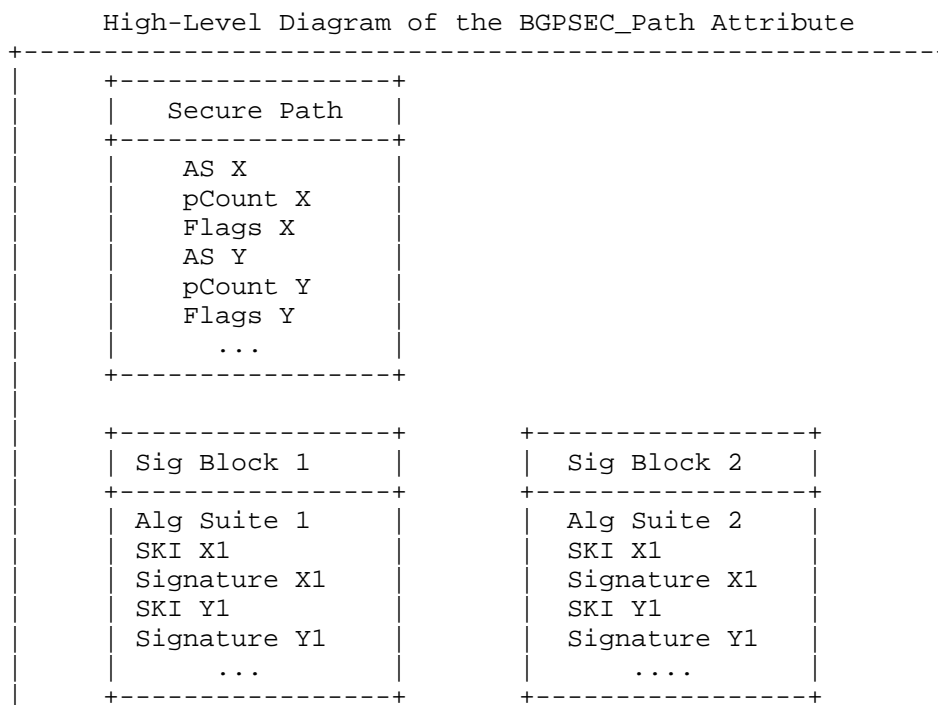 High-Level Diagram of the BGPSEC_Path Attribute
+---------------------------------------------------------
| +-----------------+
| | Secure Path |
| +-----------------+
| | AS X |
| | pCount X |
| | Flags X |
| | AS Y |
| | pCount Y |
| | Flags Y |
| | ... |
| +-----------------+
|
| +-----------------+ +-----------------+
| | Sig Block 1 | | Sig Block 2 |
| +-----------------+ +-----------------+
| | Alg Suite 1 | | Alg Suite 2 |
| | SKI X1 | | SKI X1 |
| | Signature X1 | | Signature X1 |
| | SKI Y1 | | SKI Y1 |
| | Signature Y1 | | Signature Y1 |
| | ... | | .... |
| +-----------------+ +-----------------+